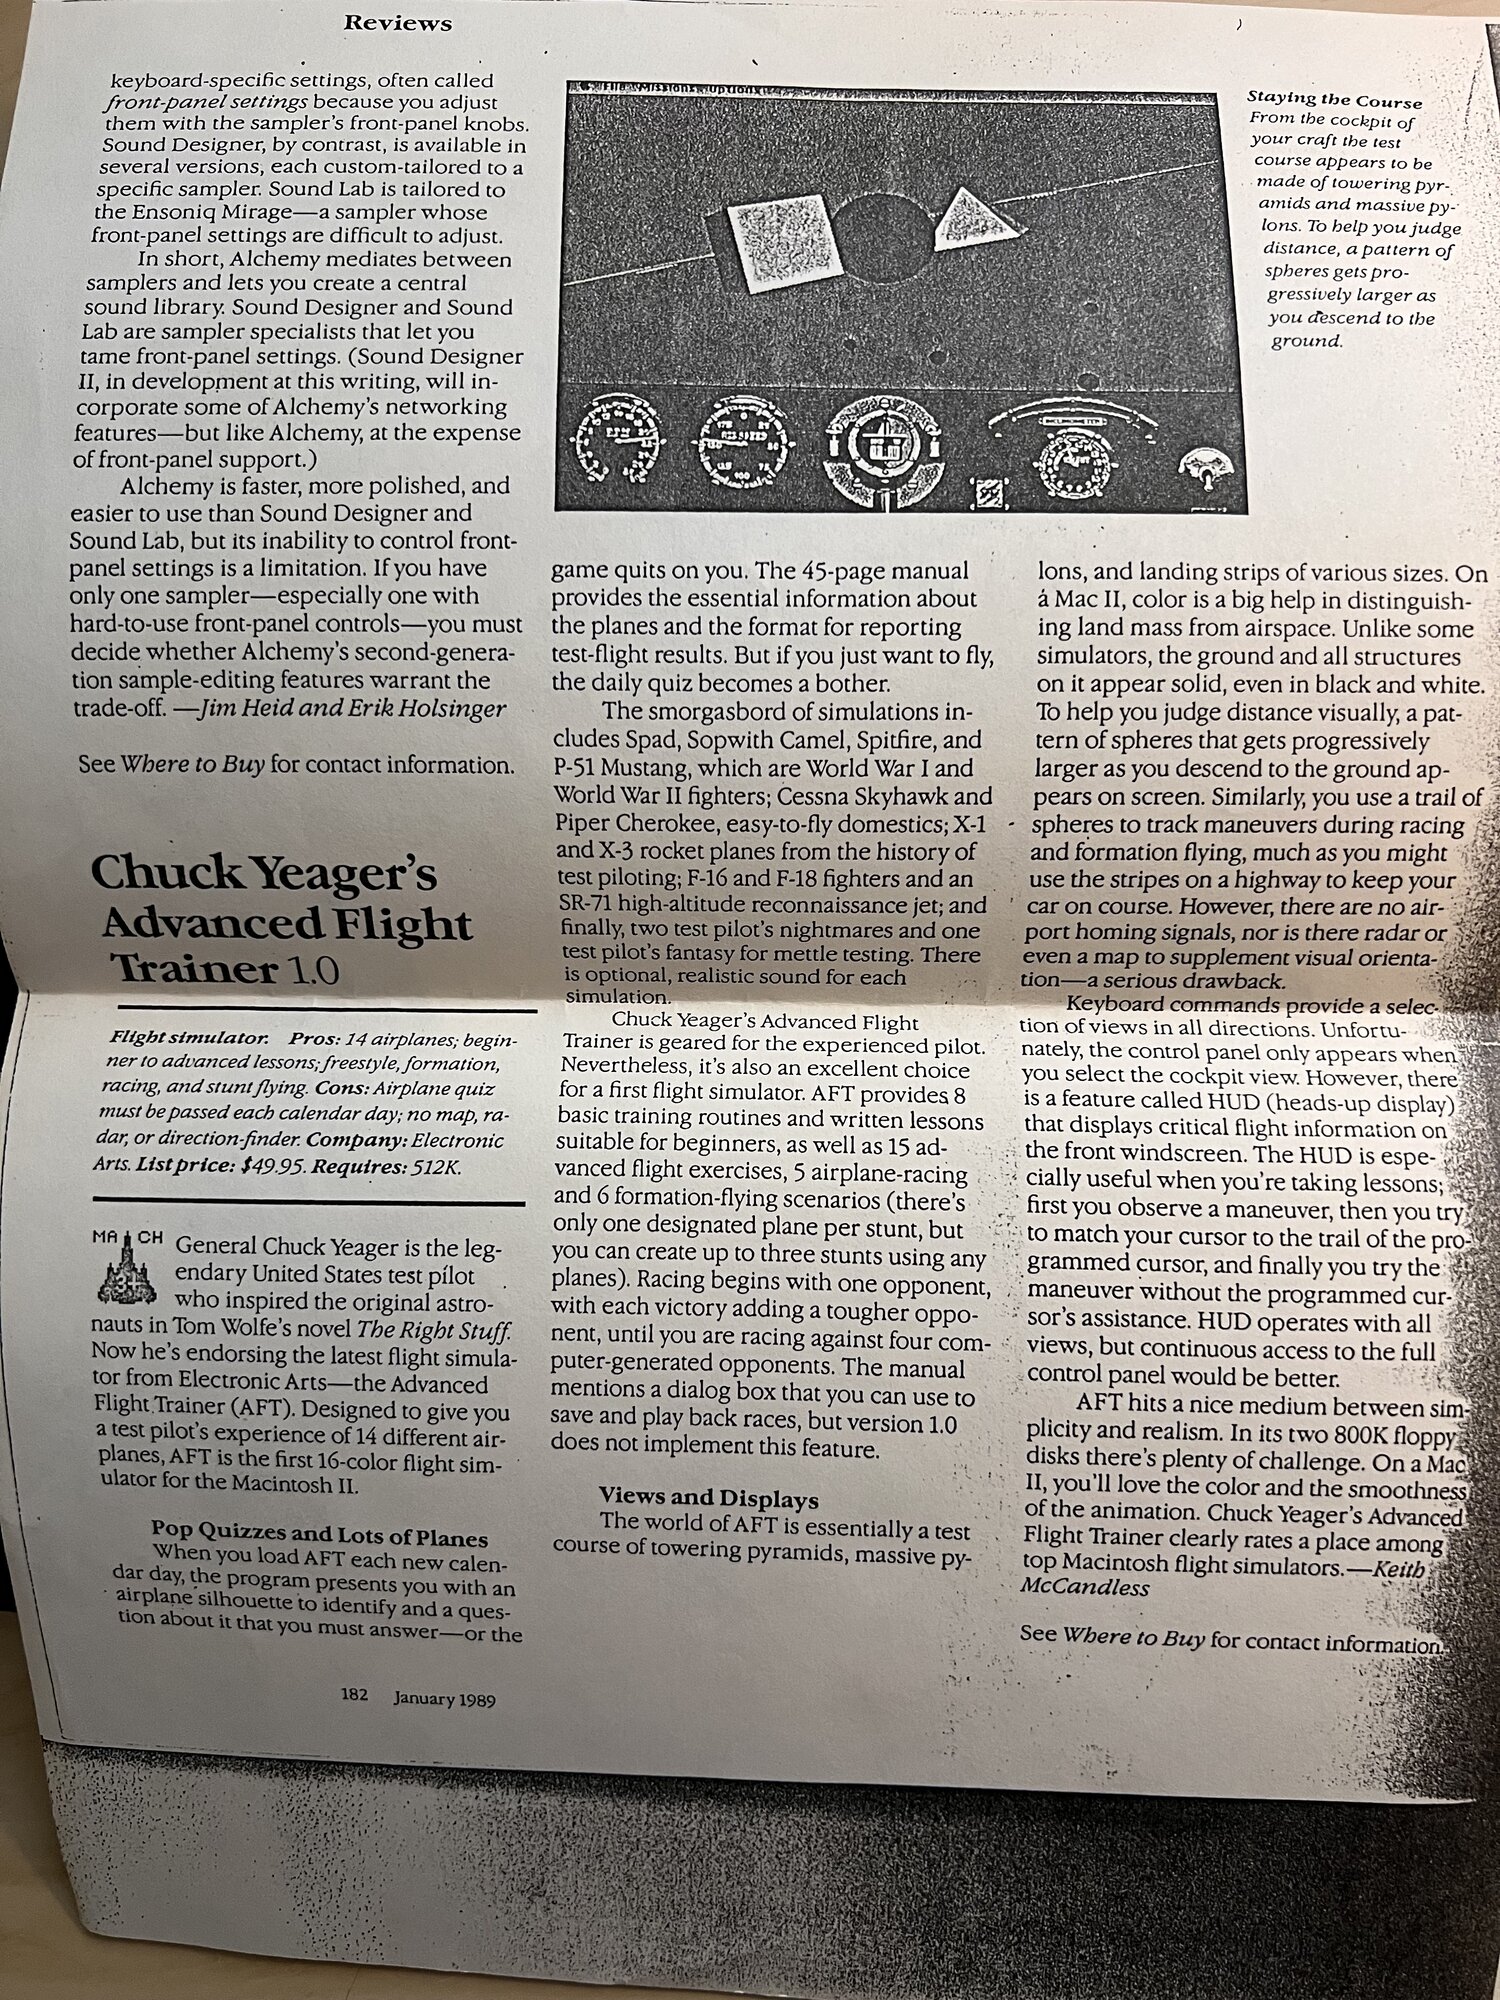 Reviews
keyboard-specific settings, often called
front-panel settings because you adjust
them with the sampler's front-panel knobs.
Sound Designer, by contrast, is available in
several versions, each custom-tailored to a
specific sampler. Sound Lab is tailored to
the Ensoniq Mirage—a sampler whose
front-panel settings are difficult to adjust.
In short, Alchemy mediates between
samplers and lets you create a central
sound library. Sound Designer and Sound
Lab are sampler specialists that let you
tame front-panel settings. (Sound Designer
II, in development at this writing, will in-
corporate some of Alchemy's networking
features—but like Alchemy, at the expense
of front-panel support.)
Alchemy is faster, more polished, and
easier to use than Sound Designer and
Sound Lab, but its inability to control front-
panel settings is a limitation. If you have
only one sampler—especially one with
hard-to-use front-panel controls—you must
decide whether Alchemy's second-genera-
tion sample-editing features warrant the
trade-off. —Jim Heid and Erik Holsinger
See Where to Buy for contact information.
Chuck Yeager's
Advanced Flight
Trainer 1.0
Flight simulator. Pros: 14 airplanes; begin-
ner to advanced lessons; freestyle, formation,
racing, and stunt flying. Cons: Airplane quiz
must be passed each calendar day; no map, ra-
dar, or direction-finder. Company: Electronic
Arts. List price: $49.95. Requires: 512K.
MA CH
General Chuck Yeager is the leg-
endary United States test pilot
who inspired the original astro-
nauts in Tom Wolfe's novel The Right Stuff.
Now he's endorsing the latest flight simula-
tor from Electronic Arts—the Advanced
Flight Trainer (AFT). Designed to give you
a test pilot's experience of 14 different air-
planes, AFT is the first 16-color flight sim-
ulator for the Macintosh II.
Pop Quizzes and Lots of Planes
When you load AFT each new calen-
dar day, the program presents you with an
airplane silhouette to identify and a ques-
tion about it that you must answer—or the
File Missions Options
Staying the Course
From the cockpit of
your craft the test
course appears to be
made of towering pyr-
amids and massive py-
lons. To help you judge
distance, a pattern of
spheres gets pro-
gressively larger as
you descend to the
ground.
game quits on you. The 45-page manual
provides the essential information about
the planes and the format for reporting
test-flight results. But if you just want to fly,
the daily quiz becomes a bother.
The smorgasbord of simulations in-
cludes Spad, Sopwith Camel, Spitfire, and
P-51 Mustang, which are World War I and
World War II fighters; Cessna Skyhawk and
Piper Cherokee, easy-to-fly domestics; X-1
and X-3 rocket planes from the history of
test piloting; F-16 and F-18 fighters and an
SR-71 high-altitude reconnaissance jet; and
finally, two test pilot's nightmares and one
test pilot's fantasy for mettle testing. There
is optional, realistic sound for each
simulation.
Chuck Yeager's Advanced Flight
Trainer is geared for the experienced pilot.
Nevertheless, it's also an excellent choice
for a first flight simulator. AFT provides 8
basic training routines and written lessons
suitable for beginners, as well as 15 ad-
vanced flight exercises, 5 airplane-racing
and 6 formation-flying scenarios (there's
only one designated plane per stunt, but
you can create up to three stunts using any
planes). Racing begins with one opponent,
with each victory adding a tougher oppo-
nent, until you are racing against four com-
puter-generated opponents. The manual
mentions a dialog box that you can use to
save and play back races, but version 1.0
does not implement this feature.
Views and Displays
The world of AFT is essentially a test
course of towering pyramids, massive py-
lons, and landing strips of various sizes. On
a Mac II, color is a big help in distinguish-
ing land mass from airspace. Unlike some
simulators, the ground and all structures
on it appear solid, even in black and white.
To help you judge distance visually, a pat-
tern of spheres that gets progressively
larger as you descend to the ground ap-
pears on screen. Similarly, you use a trail of
spheres to track maneuvers during racing
and formation flying, much as you might
use the stripes on a highway to keep your
car on course. However, there are no air-
port homing signals, nor is there radar or
even a map to supplement visual orienta-
tion—a serious drawback.
Keyboard commands provide a selec-
tion of views in all directions. Unfortu-
nately, the control panel only appears when
you select the cockpit view. However, there
is a feature called HUD (heads-up display)
that displays critical flight information on
the front windscreen. The HUD is espe-
cially useful when you're taking lessons;
first you observe a maneuver, then you try
to match your cursor to the trail of the pro-
grammed cursor, and finally you try the
maneuver without the programmed cur-
sor's assistance. HUD operates with all
views, but continuous access to the full
control panel would be better.
AFT hits a nice medium between sim-
plicity and realism. In its two 800K floppy
disks there's plenty of challenge. On a Mac
II, you'll love the color and the smoothness
of the animation. Chuck Yeager's Advanced
Flight Trainer clearly rates a place among
top Macintosh flight simulators.—Keith
McCandless
See Where to Buy for contact information.
182 January 1989